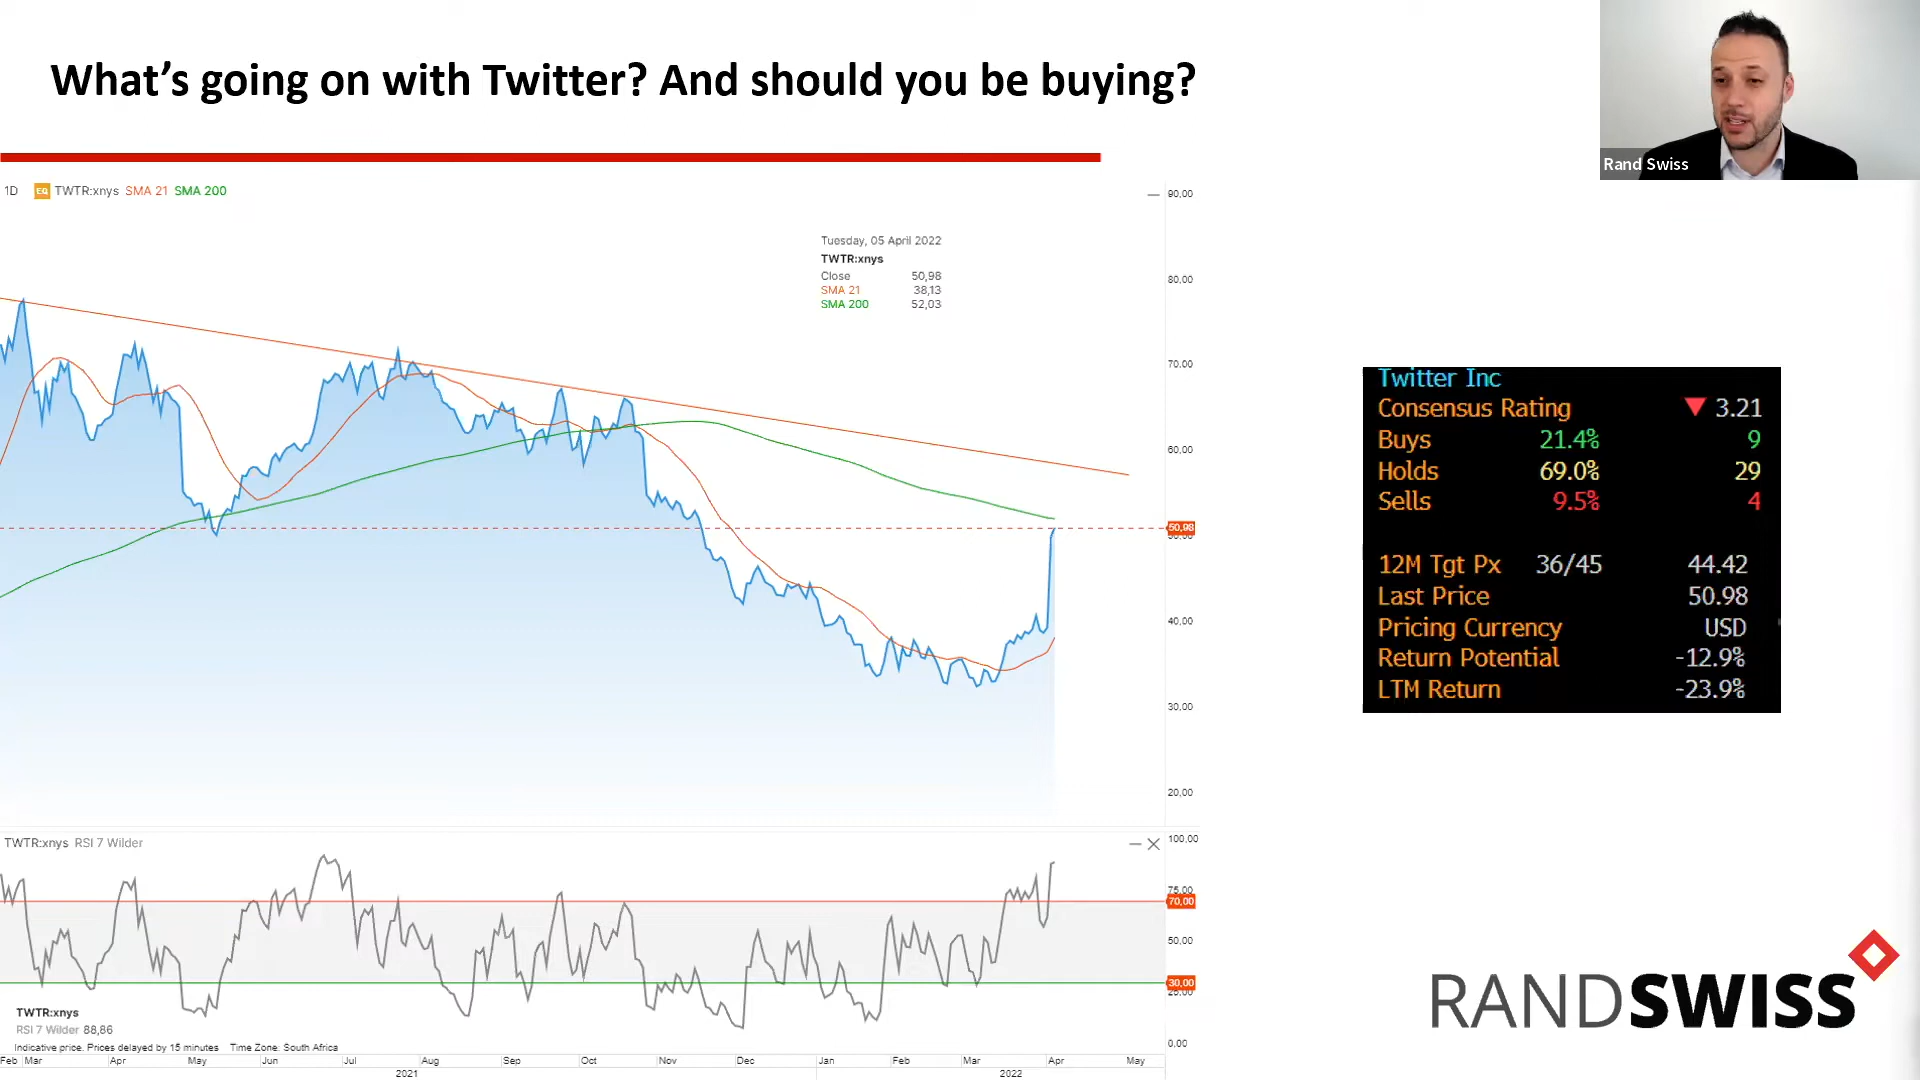 What's going on with Twitter? And should you be buying?
Rand Swiss
1D EQ TWTR:xnys SMA 21 SMA 200
Tuesday, 05 April 2022
TWTR:xnys
Close 50,98
SMA 21 38,13
SMA 200 52,03
90,00
80,00
70,00
60,00
50,98
50,00
40,00
30,00
20,00
Twitter Inc
Consensus Rating ▼ 3.21
Buys 21.4% 9
Holds 69.0% 29
Sells 9.5% 4
12M Tgt Px 36/45 44.42
Last Price 50.98
Pricing Currency USD
Return Potential -12.9%
LTM Return -23.9%
TWTR:xnys RSI 7 Wilder
100.00
75.00
70,00
50.00
30,00
25.00
0.00
TWTR:xnys
RSI 7 Wilder 88,86
Indicative price. Prices delayed by 15 minutes Time Zone: South Africa
Feb Mar Apr May Jun Jul Aug Sep Oct Nov Dec Jan Feb Mar Apr May
2021 2022
RANDSWISS